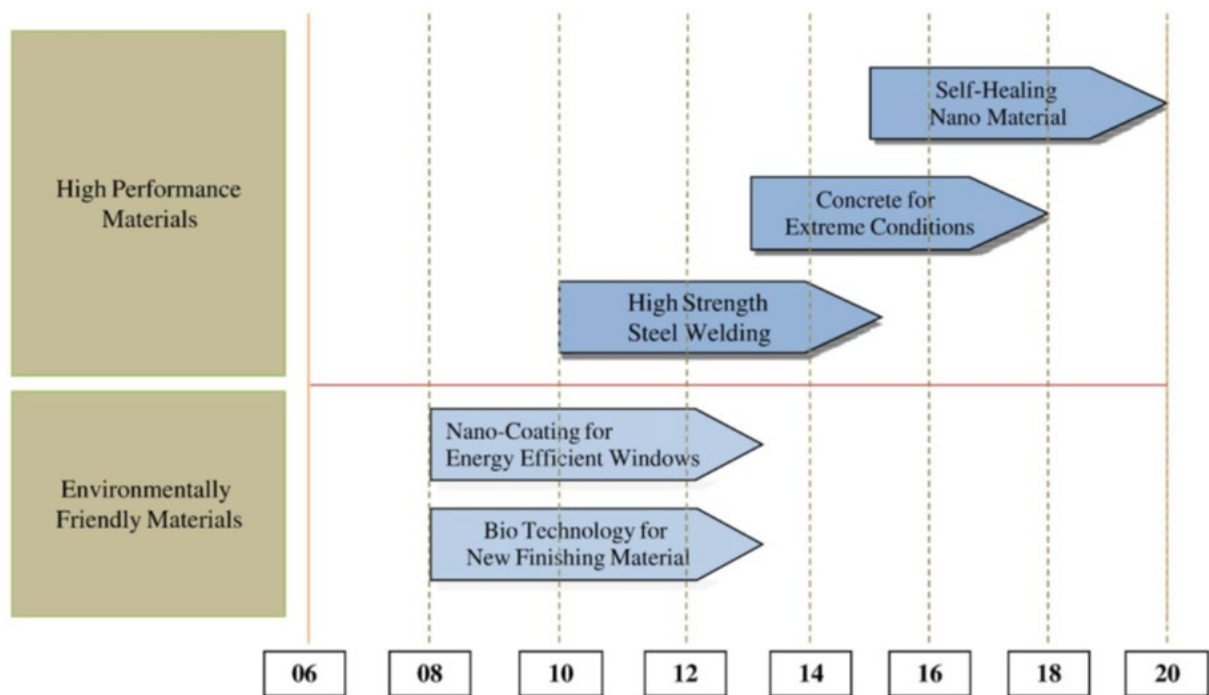 High Performance
Materials
Self-Healing
Nano Material
Concrete for
Extreme Conditions
High Strength
Steel Welding
Environmentally
Friendly Materials
Nano-Coating for
Energy Efficient Windows
Bio Technology for
New Finishing Material
06 08 10 12 14 16 18 20